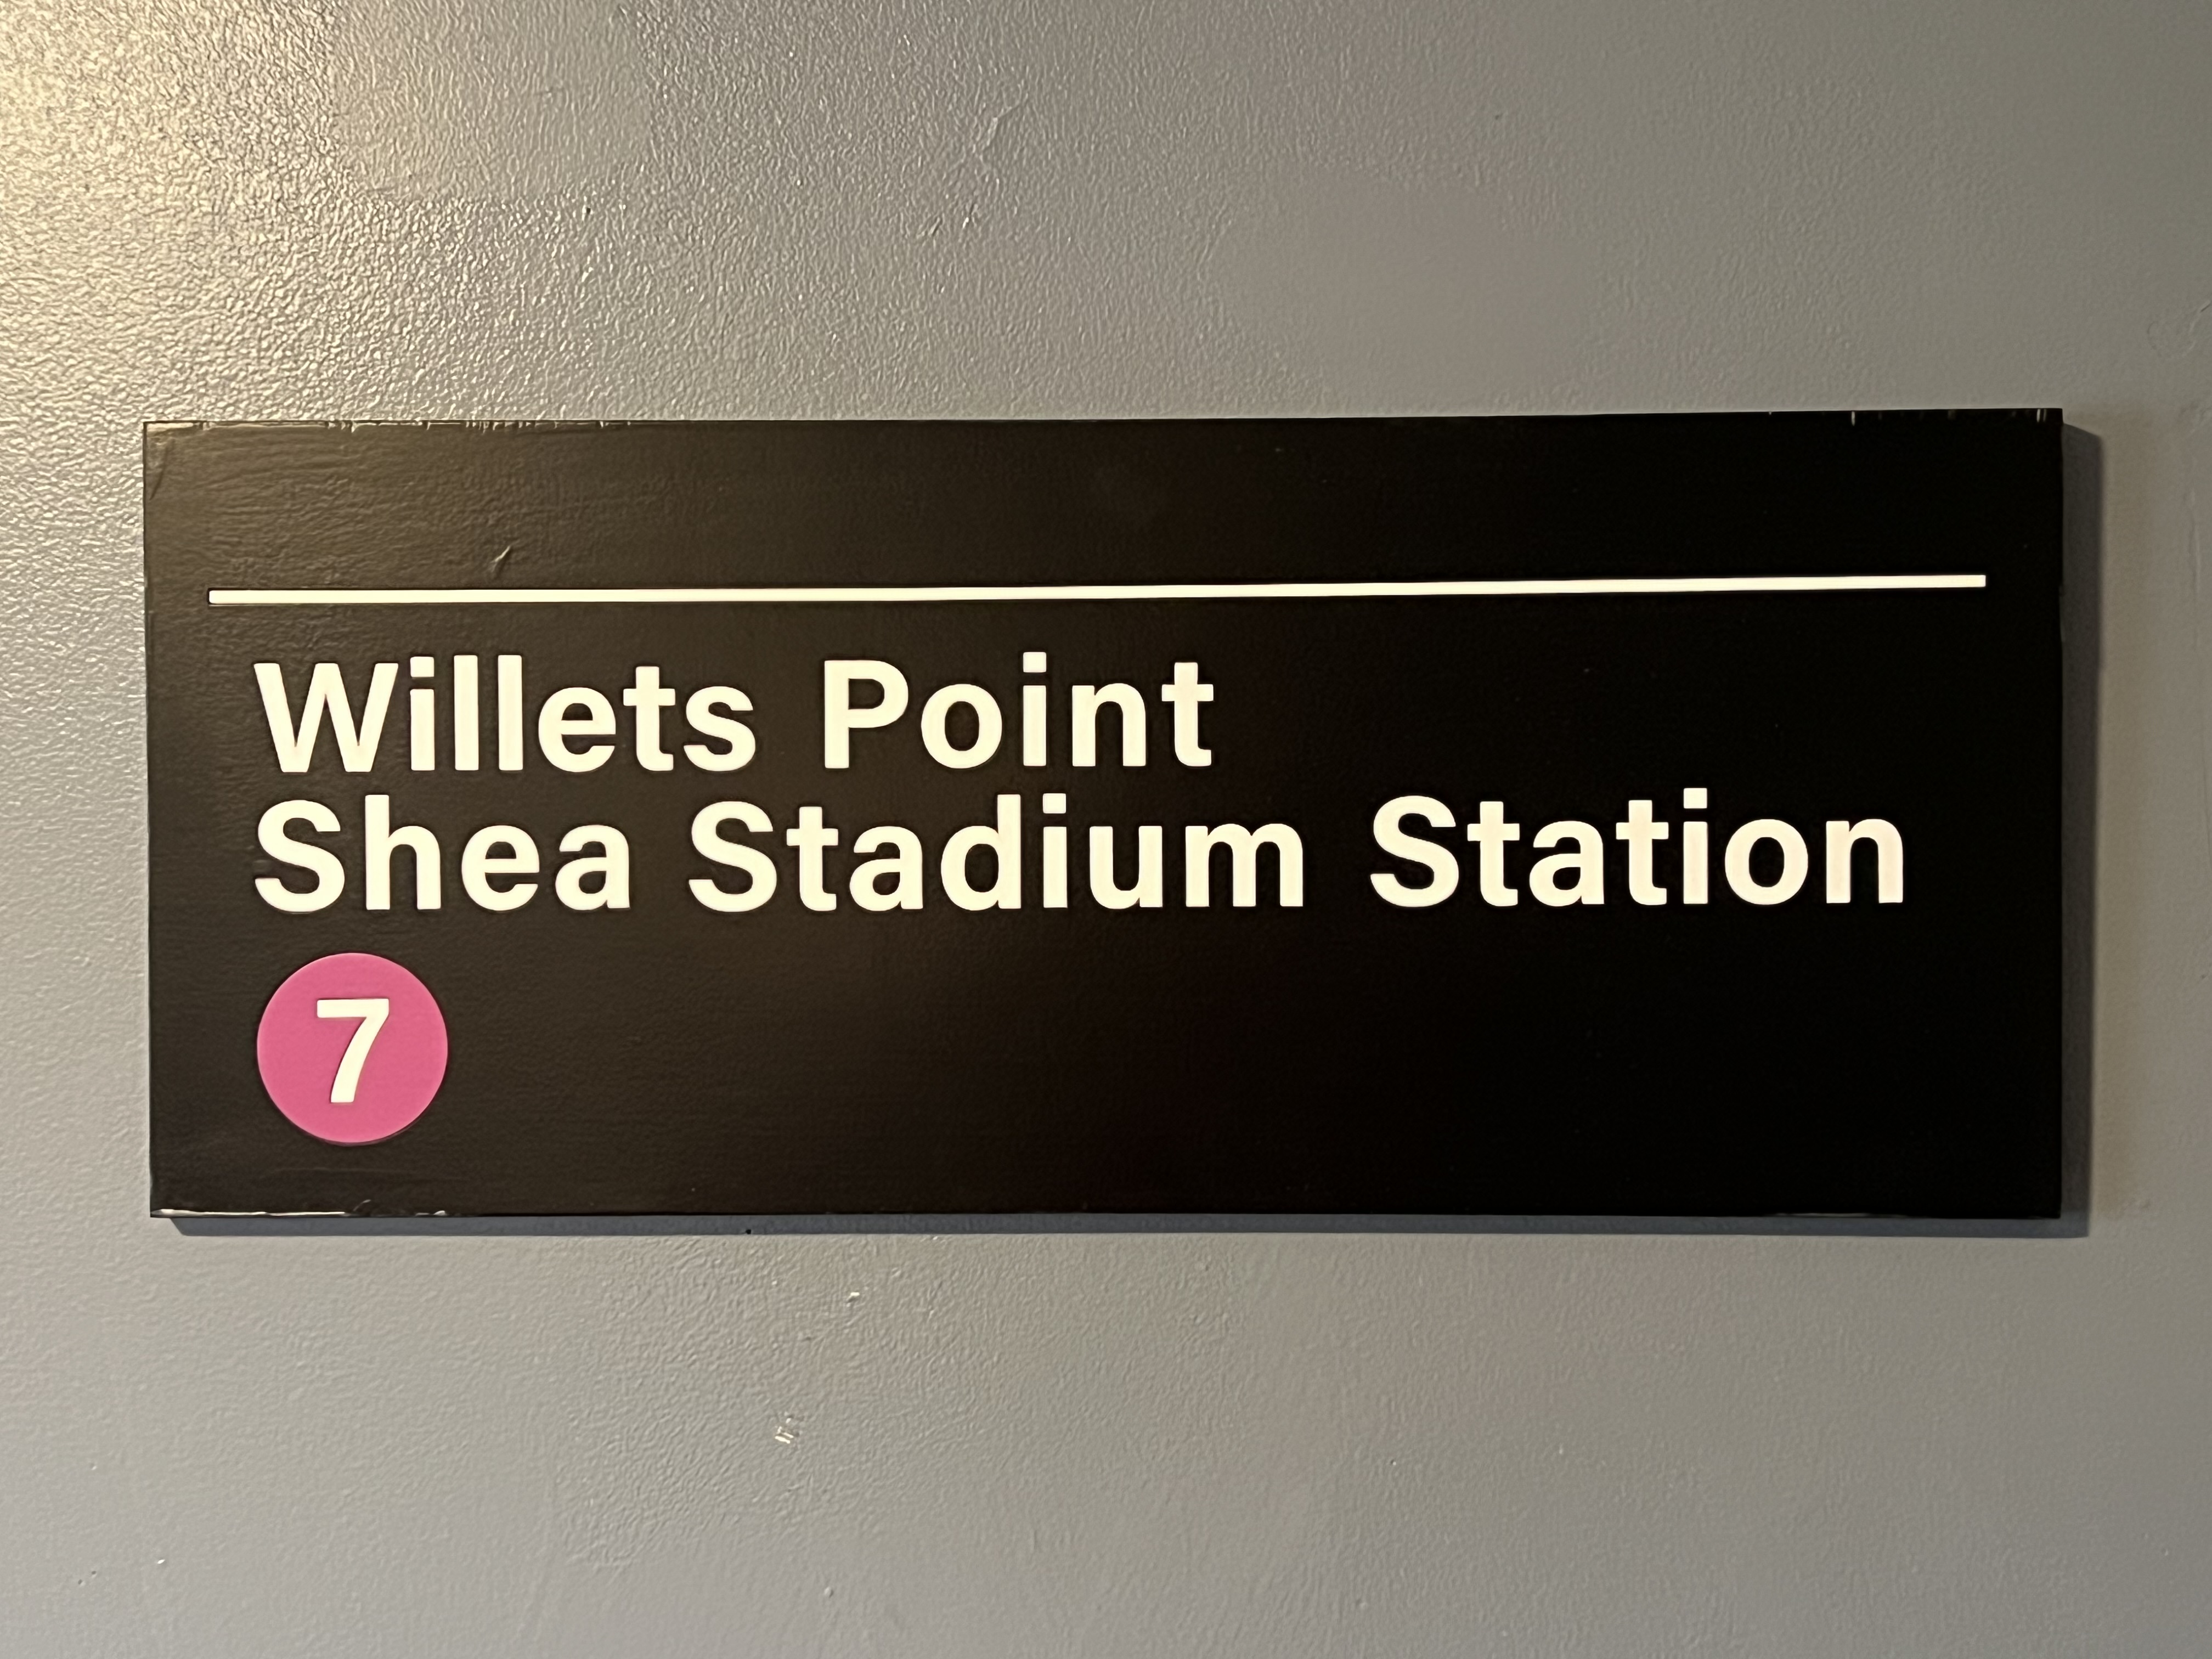 Willets Point
Shea Stadium Station
7